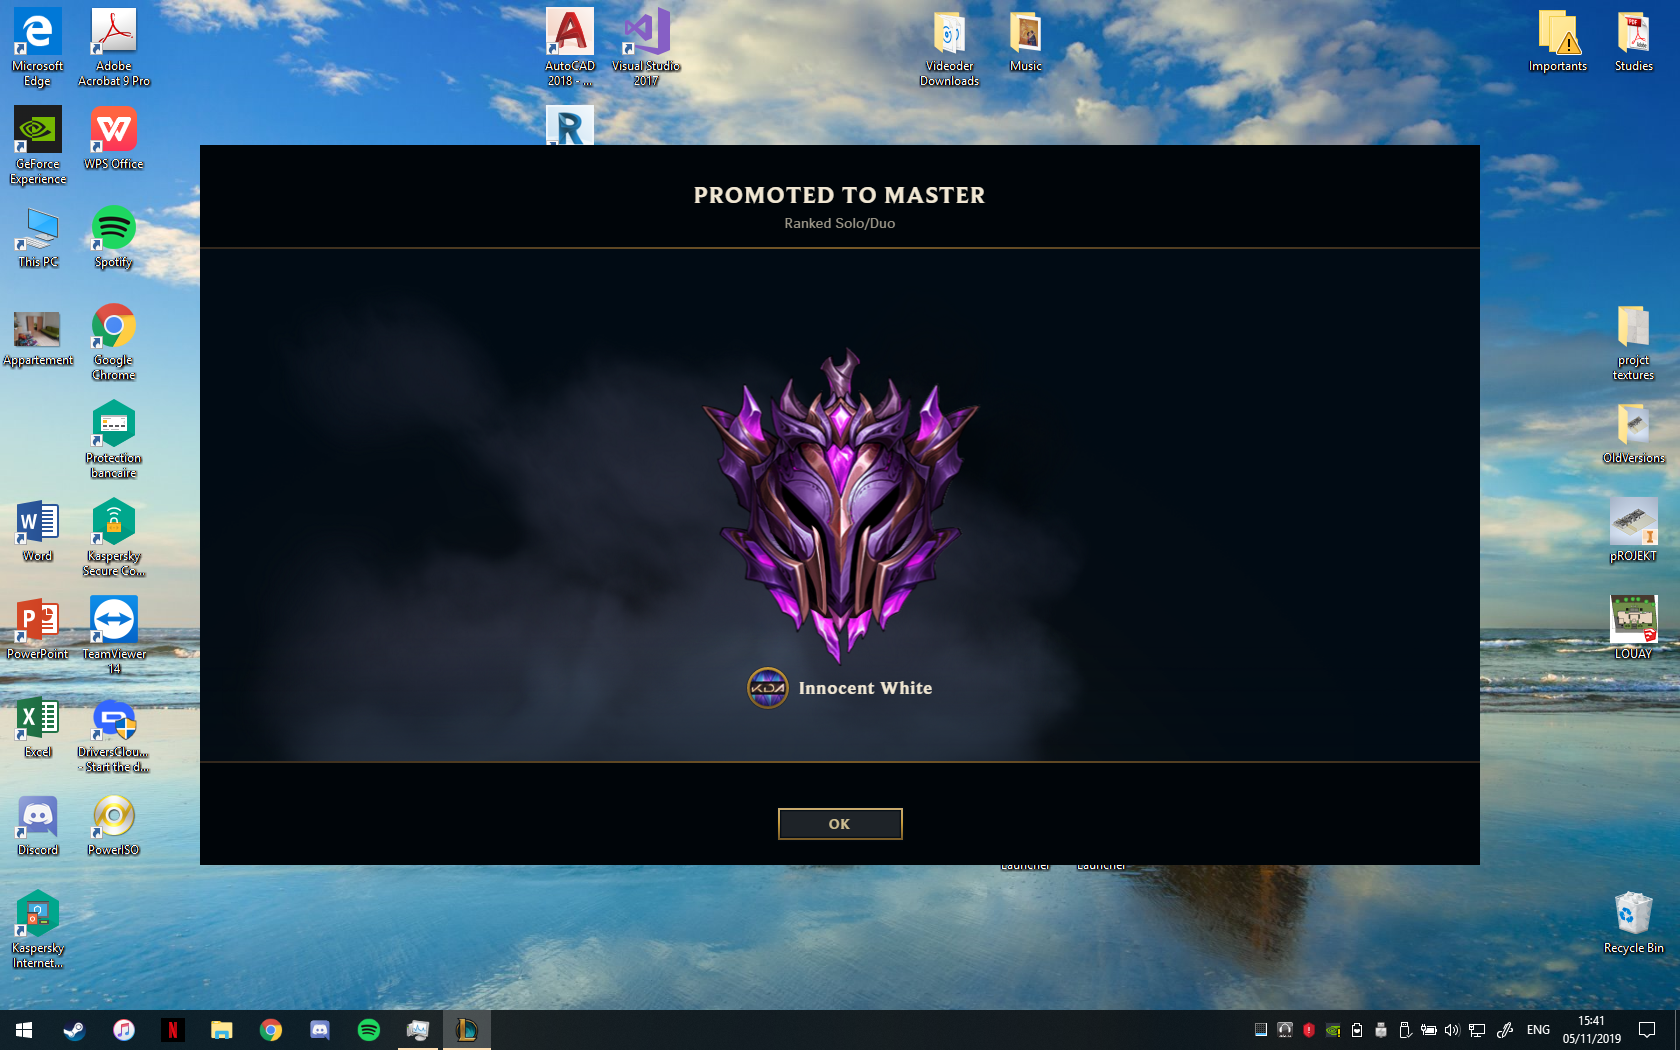 Microsoft
Edge
Adobe
Acrobat 9 Pro
AutoCAD
2018 - ...
Visual Studio
2017
Videoder
Downloads
Music
Importants
Studies
GeForce
Experience
WPS Office
This PC
Spotify
Appartement
Google
Chrome
Protection
bancaire
Word
Kaspersky
Secure Co...
PowerPoint
TeamViewer
14
Excel
DriversClou...
- Start the d...
Discord
PowerISO
Kaspersky
Internet...
PROMOTED TO MASTER
Ranked Solo/Duo
KDA
Innocent White
OK
Launcher
Launcher
projct
textures
OldVersions
pROJEKT
LOUAY
Recycle Bin
ENG
15:41
05/11/2019